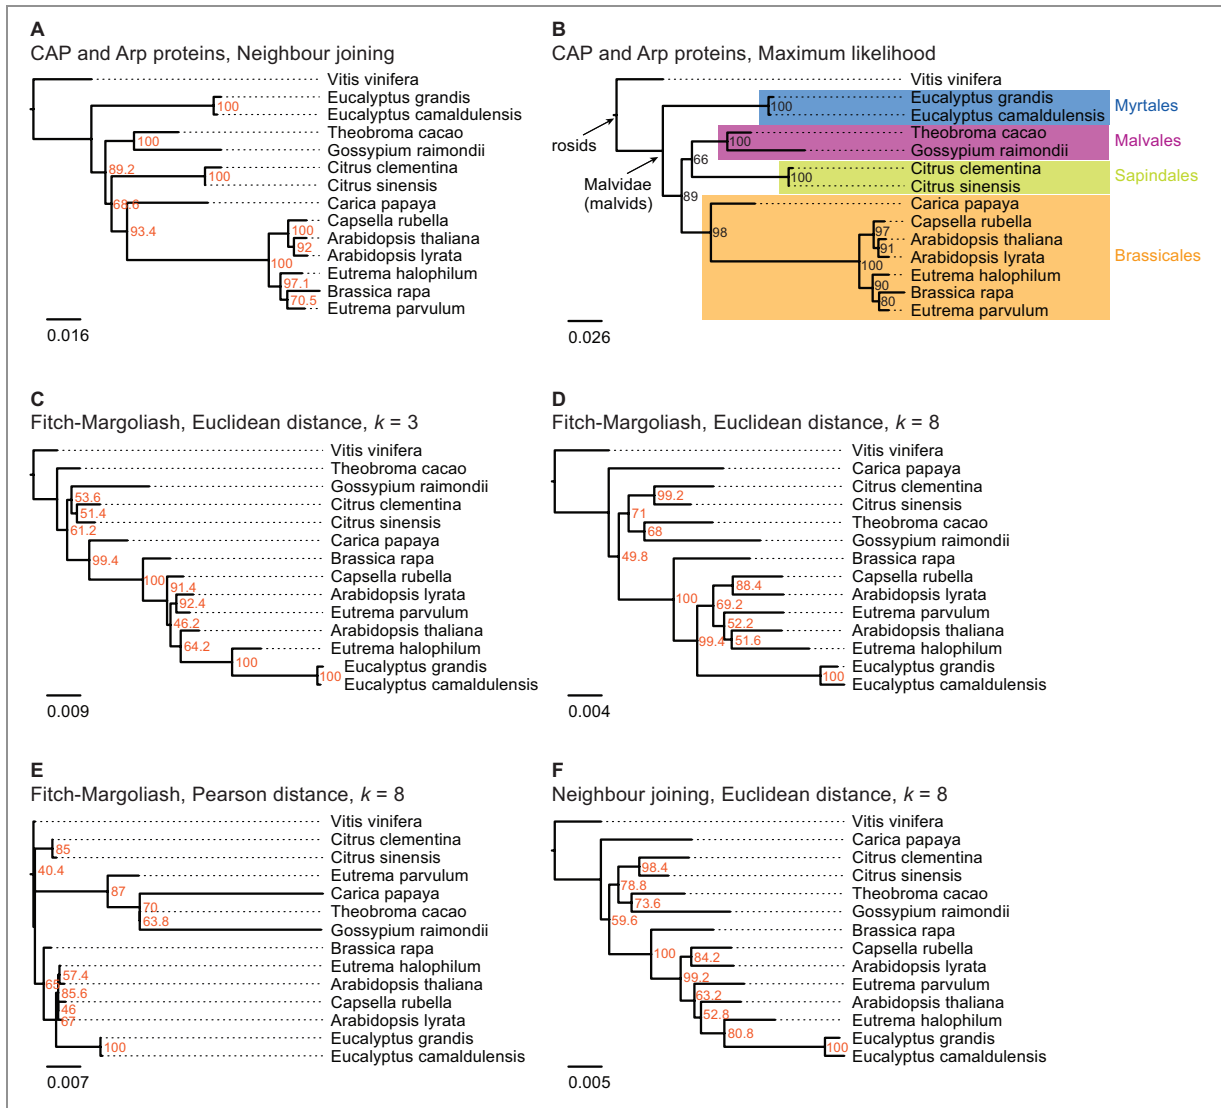 A
CAP and Arp proteins, Neighbour joining
Vitis vinifera
Eucalyptus grandis
100
Eucalyptus camaldulensis
Theobroma cacao
100
Gossypium raimondii
89.2
Citrus clementina
100
Citrus sinensis
68.6
Carica papaya
93.4
Capsella rubella
100
Arabidopsis thaliana
92
Arabidopsis lyrata
100
Eutrema halophilum
97.1
Brassica rapa
70.5
Eutrema parvulum
0.016
B
CAP and Arp proteins, Maximum likelihood
Vitis vinifera
Eucalyptus grandis
100
Eucalyptus camaldulensis
Myrtales
rosids
Theobroma cacao
100
Gossypium raimondii
Malvales
66
Malvidae
(malvids)
Citrus clementina
100
Citrus sinensis
Sapindales
89
Carica papaya
98
Capsella rubella
97
Arabidopsis thaliana
91
Arabidopsis lyrata
Brassicales
100
Eutrema halophilum
90
Brassica rapa
80
Eutrema parvulum
0.026
C
Fitch-Margoliash, Euclidean distance, k = 3
Vitis vinifera
Theobroma cacao
Gossypium raimondii
53.6
Citrus clementina
51.4
Citrus sinensis
61.2
Carica papaya
99.4
Brassica rapa
100
Capsella rubella
91.4
Arabidopsis lyrata
92.4
Eutrema parvulum
46.2
Arabidopsis thaliana
64.2
Eutrema halophilum
100
Eucalyptus grandis
100
Eucalyptus camaldulensis
0.009
D
Fitch-Margoliash, Euclidean distance, k = 8
Vitis vinifera
Carica papaya
Citrus clementina
99.2
Citrus sinensis
71
Theobroma cacao
68
Gossypium raimondii
49.8
Brassica rapa
Capsella rubella
88.4
Arabidopsis lyrata
100
69.2
Eutrema parvulum
52.2
Arabidopsis thaliana
99.4
51.6
Eutrema halophilum
Eucalyptus grandis
100
Eucalyptus camaldulensis
0.004
E
Fitch-Margoliash, Pearson distance, k = 8
Vitis vinifera
Citrus clementina
85
Citrus sinensis
40.4
Eutrema parvulum
87
Carica papaya
70
Theobroma cacao
63.8
Gossypium raimondii
Brassica rapa
Eutrema halophilum
57.4
Arabidopsis thaliana
65
85.6
Capsella rubella
46
Arabidopsis lyrata
67
Eucalyptus grandis
100
Eucalyptus camaldulensis
0.007
F
Neighbour joining, Euclidean distance, k = 8
Vitis vinifera
Carica papaya
Citrus clementina
98.4
Citrus sinensis
78.8
Theobroma cacao
73.6
Gossypium raimondii
59.6
Brassica rapa
100
Capsella rubella
84.2
Arabidopsis lyrata
99.2
Eutrema parvulum
63.2
Arabidopsis thaliana
52.8
Eutrema halophilum
80.8
Eucalyptus grandis
100
Eucalyptus camaldulensis
0.005